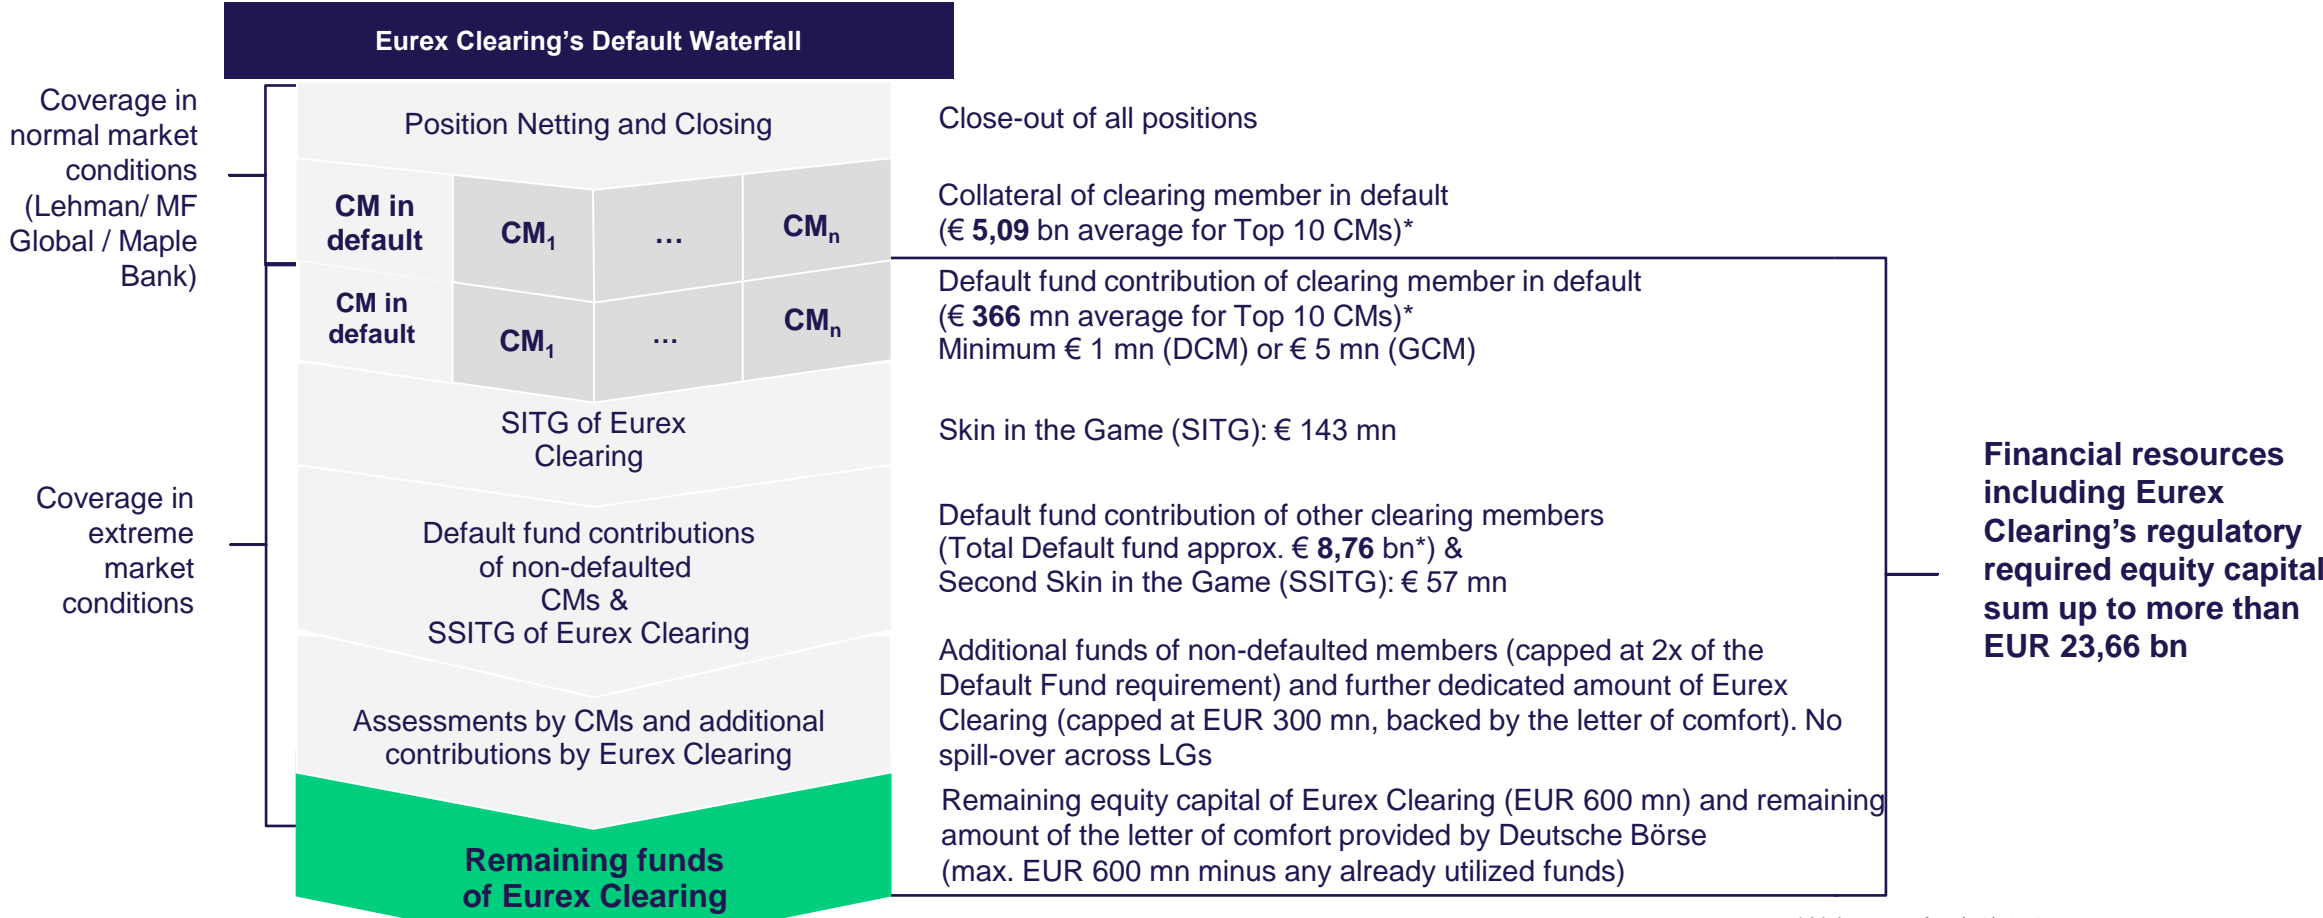 Eurex Clearing's Default Waterfall
Coverage in
normal market
conditions
(Lehman/ MF
Global / Maple
Bank)
Position Netting and Closing
Close-out of all positions
CM in
default
CM1
...
CMn
Collateral of clearing member in default
(€ 5,09 bn average for Top 10 CMs)*
CM in
default
CM1
...
CMn
Default fund contribution of clearing member in default
(€ 366 mn average for Top 10 CMs)*
Minimum € 1 mn (DCM) or € 5 mn (GCM)
SITG of Eurex
Clearing
Skin in the Game (SITG): € 143 mn
Coverage in
extreme
market
conditions
Default fund contributions
of non-defaulted
CMs &
SSITG of Eurex Clearing
Default fund contribution of other clearing members
(Total Default fund approx. € 8,76 bn*) &
Second Skin in the Game (SSITG): € 57 mn
Assessments by CMs and additional
contributions by Eurex Clearing
Additional funds of non-defaulted members (capped at 2x of the
Default Fund requirement) and further dedicated amount of Eurex
Clearing (capped at EUR 300 mn, backed by the letter of comfort). No
spill-over across LGs
Remaining funds
of Eurex Clearing
Remaining equity capital of Eurex Clearing (EUR 600 mn) and remaining
amount of the letter of comfort provided by Deutsche Börse
(max. EUR 600 mn minus any already utilized funds)
Financial resources
including Eurex
Clearing's regulatory
required equity capital
sum up to more than
EUR 23,66 bn